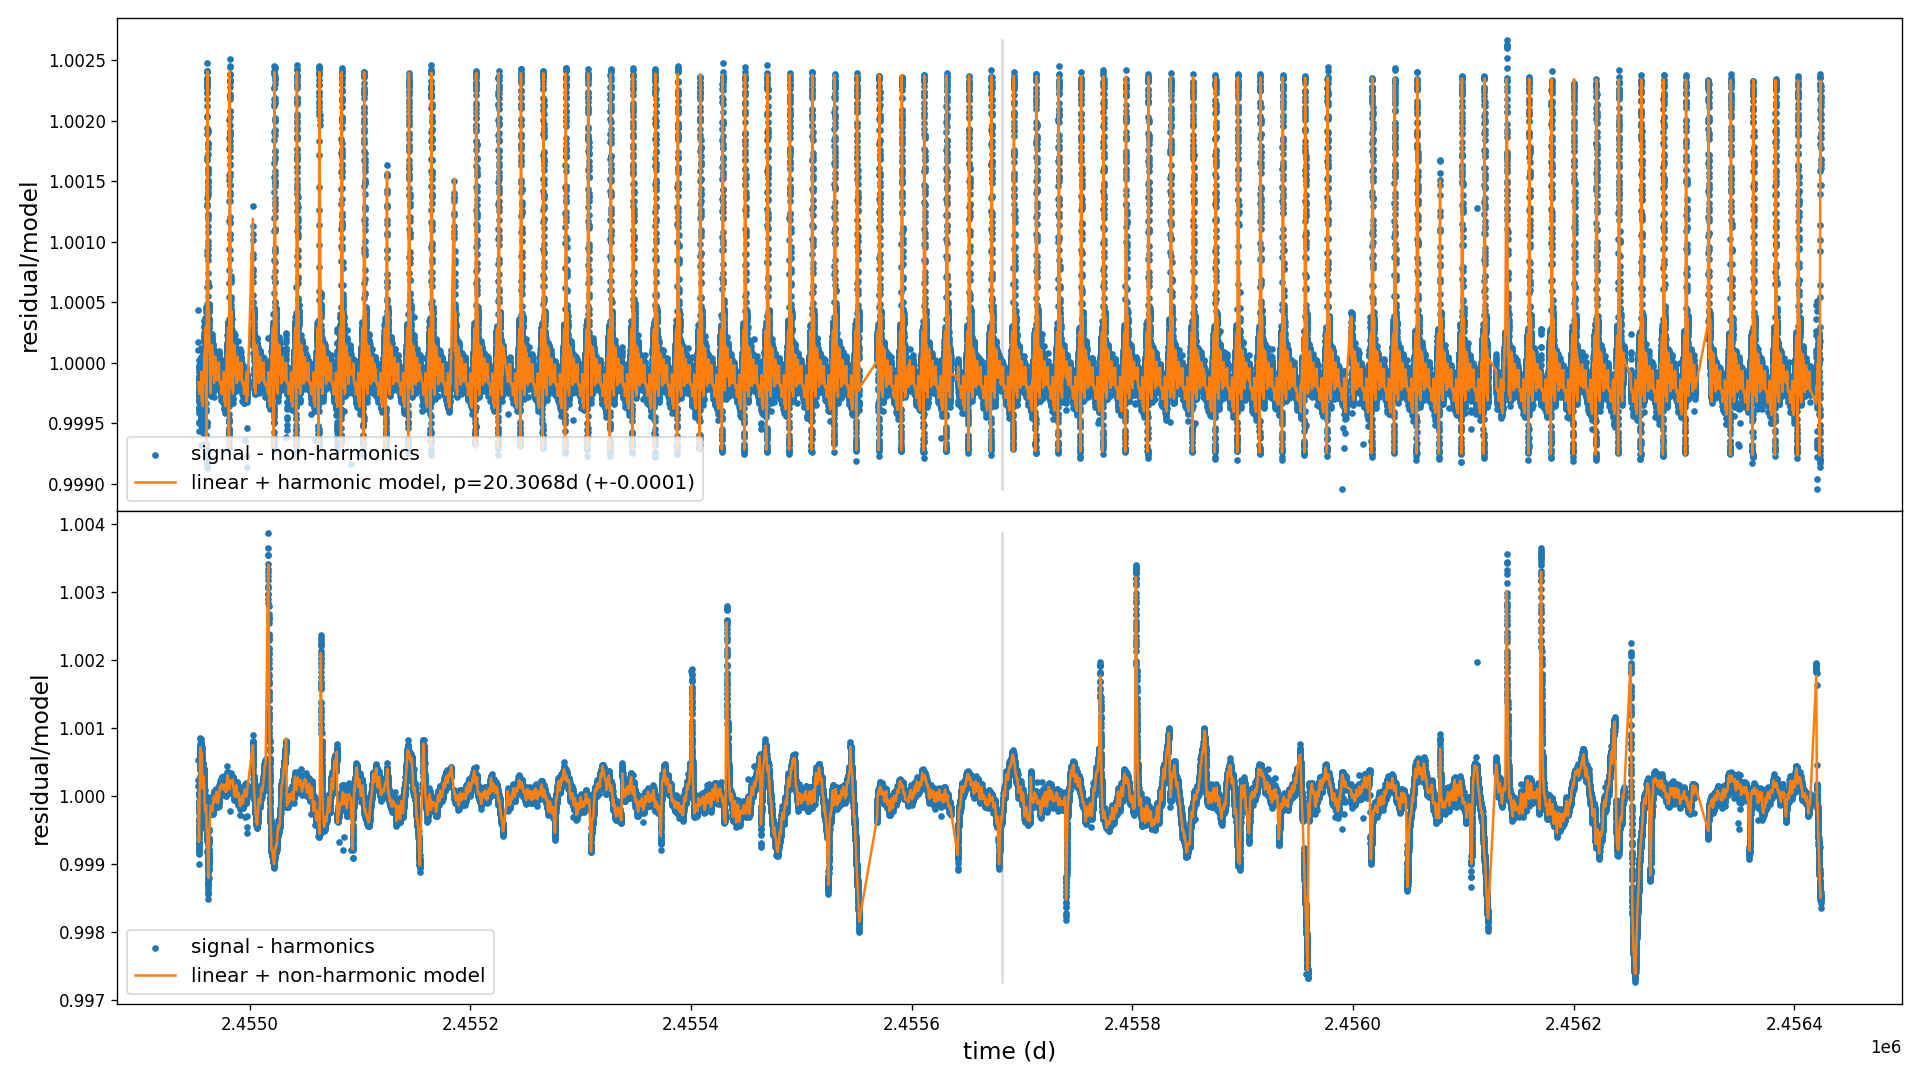 1.0025
1.0020
1.0015
1.0010
1.0005
1.0000
0.9995
0.9990
residual/model
signal - non-harmonics
linear + harmonic model, p=20.3068d (+-0.0001)
1.004
1.003
1.002
1.001
1.000
0.999
0.998
0.997
residual/model
signal - harmonics
linear + non-harmonic model
2.4550 2.4552 2.4554 2.4556 2.4558 2.4560 2.4562 2.4564
time (d)
1e6